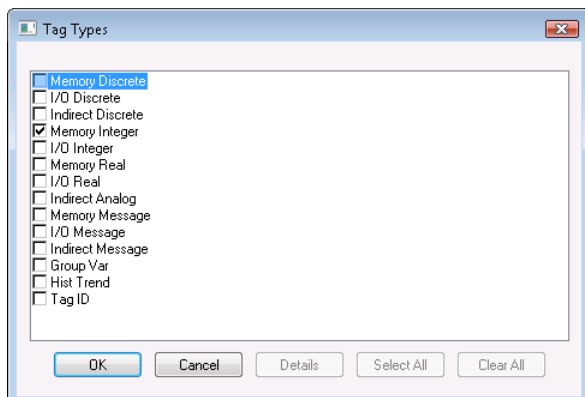 Tag Types
Memory Discrete
I/O Discrete
Indirect Discrete
Memory Integer
I/O Integer
Memory Real
I/O Real
Indirect Analog
Memory Message
I/O Message
Indirect Message
Group Var
Hist Trend
Tag ID
OK Cancel Details Select All Clear All